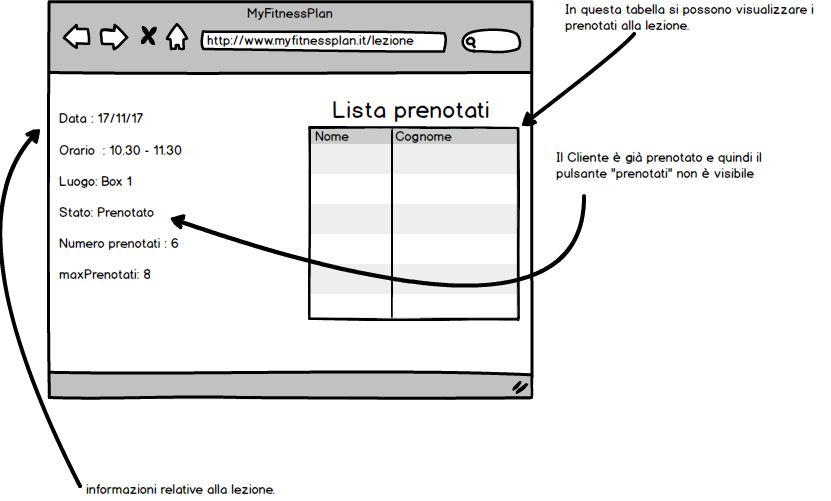 MyFitnessPlan
http://www.myfitnessplan.it/lezione
In questa tabella si possono visualizzare i
prenotati alla lezione.
Lista prenotati
Nome Cognome
Data : 17/11/17
Orario : 10.30 - 11.30
Luogo: Box 1
Stato: Prenotato
Numero prenotati : 6
maxPrenotati: 8
Il Cliente è già prenotato e quindi il
pulsante "prenotati" non è visibile
informazioni relative alla lezione.